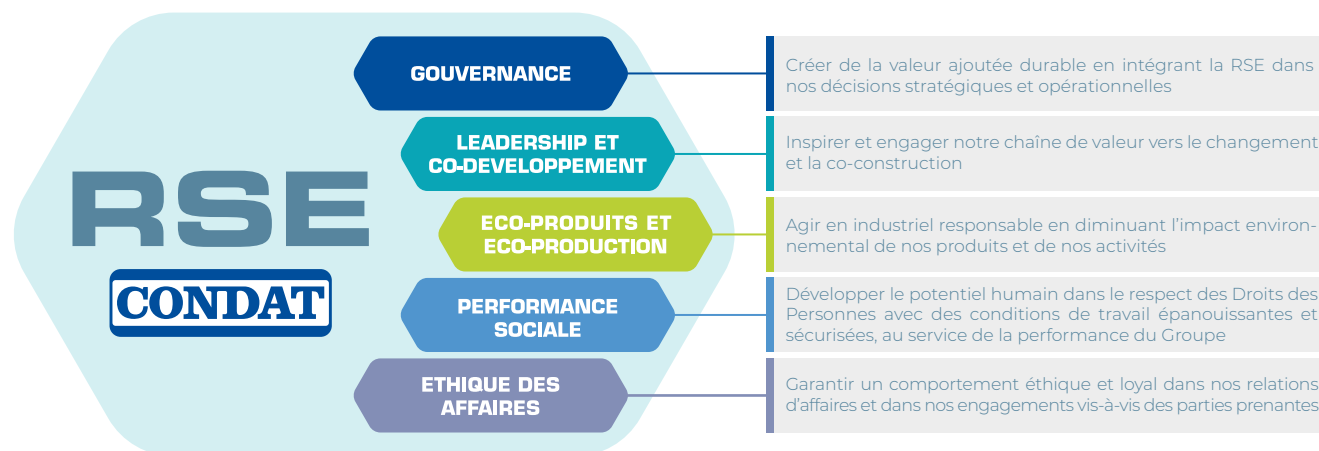 RSE
CONDAT
GOUVERNANCE
Créer de la valeur ajoutée durable en intégrant la RSE dans
nos décisions stratégiques et opérationnelles
LEADERSHIP ET
CO-DEVELOPPEMENT
Inspirer et engager notre chaîne de valeur vers le changement
et la co-construction
ECO-PRODUITS ET
ECO-PRODUCTION
Agir en industriel responsable en diminuant l'impact environ-
nemental de nos produits et de nos activités
PERFORMANCE
SOCIALE
Développer le potentiel humain dans le respect des Droits des
Personnes avec des conditions de travail épanouissantes et
sécurisées, au service de la performance du Groupe
ETHIQUE DES
AFFAIRES
Garantir un comportement éthique et loyal dans nos relations
d'affaires et dans nos engagements vis-à-vis des parties prenantes